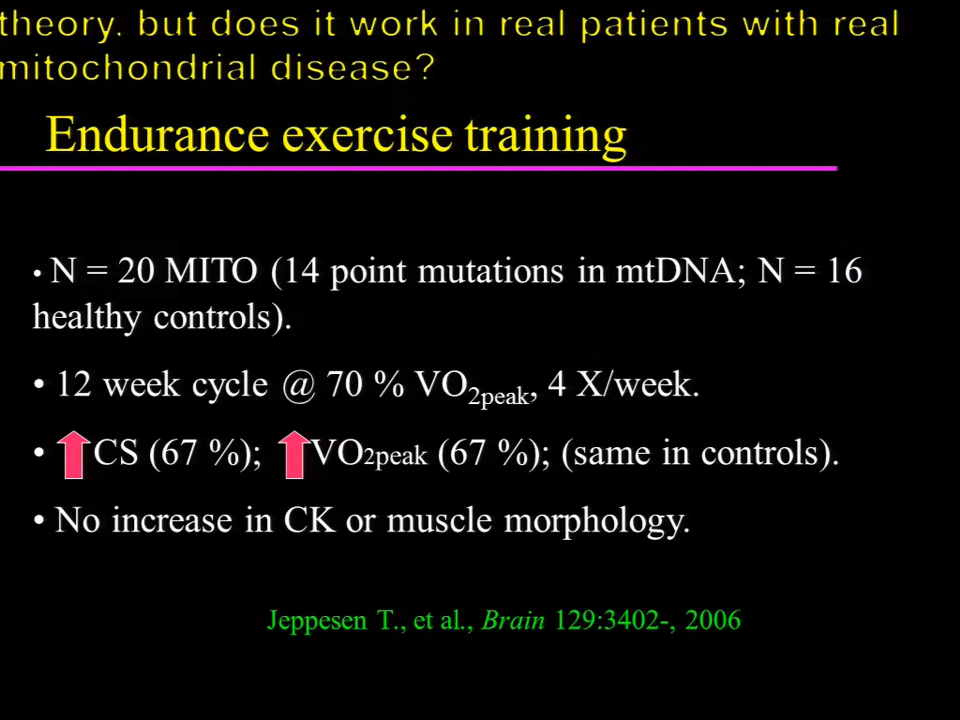 theory. but does it work in real patients with real
mitochondrial disease?
Endurance exercise training
• N = 20 MITO (14 point mutations in mtDNA; N = 16
healthy controls).
• 12 week cycle @ 70 % VO2peak, 4 X/week.
• CS (67 %); VO2peak (67 %); (same in controls).
• No increase in CK or muscle morphology.
Jeppesen T., et al., Brain 129:3402-, 2006